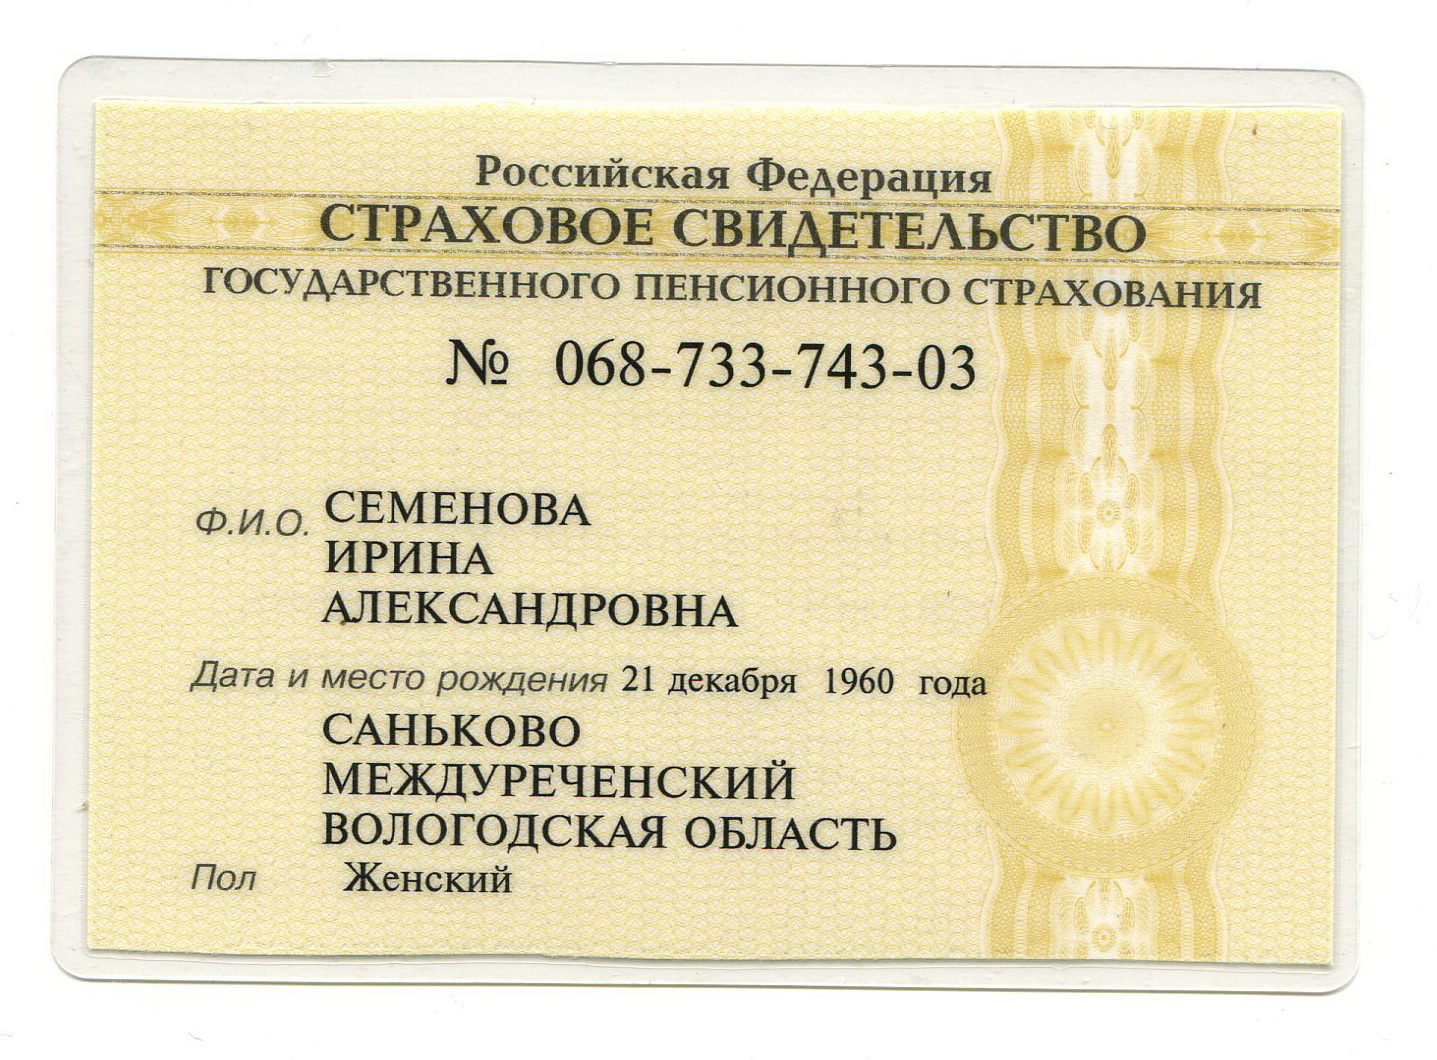 Российская Федерация
СТРАХОВОЕ СВИДЕТЕЛЬСТВО
ГОСУДАРСТВЕННОГО ПЕНСИОННОГО СТРАХОВАНИЯ
№ 068-733-743-03
Ф.И.О. СЕМЕНОВА
ИРИНА
АЛЕКСАНДРОВНА
Дата и место рождения 21 декабря 1960 года
САНЬКОВО
МЕЖДУРЕЧЕНСКИЙ
ВОЛОГОДСКАЯ ОБЛАСТЬ
Пол Женский